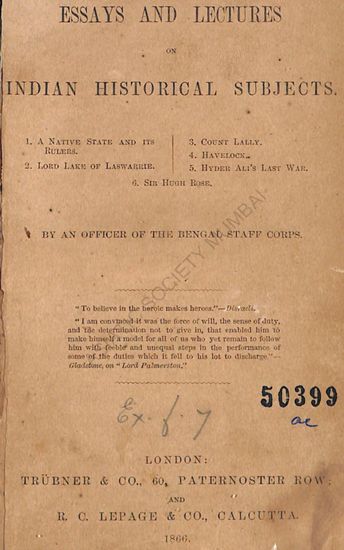 ESSAYS AND LECTURES
ON
INDIAN HISTORICAL SUBJECTS.
1. A NATIVE STATE AND ITS
RULERS.
2. LORD LAKE OF LASWARRIE.
3. COUNT LALLY.
4. HAVELOCK.
5. HYDER ALI'S LAST WAR.
6. SIR HUGH ROSE.
BY AN OFFICER OF THE BENGAL STAFF CORPS.
SOCIETY MUMBAI
"To believe in the heroic makes heroes."—Disraeli.
"I am convinced it was the force of will, the sense of duty,
and the determination not to give in, that enabled him to
make himself a model for all of us who yet remain to follow
him with feeble and unequal steps in the performance of
some of the duties which it fell to his lot to discharge."—
Gladstone, on "Lord Palmerston."
50399
LONDON:
TRÜBNER & CO., 60, PATERNOSTER ROW;
AND
R. C. LEPAGE & CO., CALCUTTA.
1866.